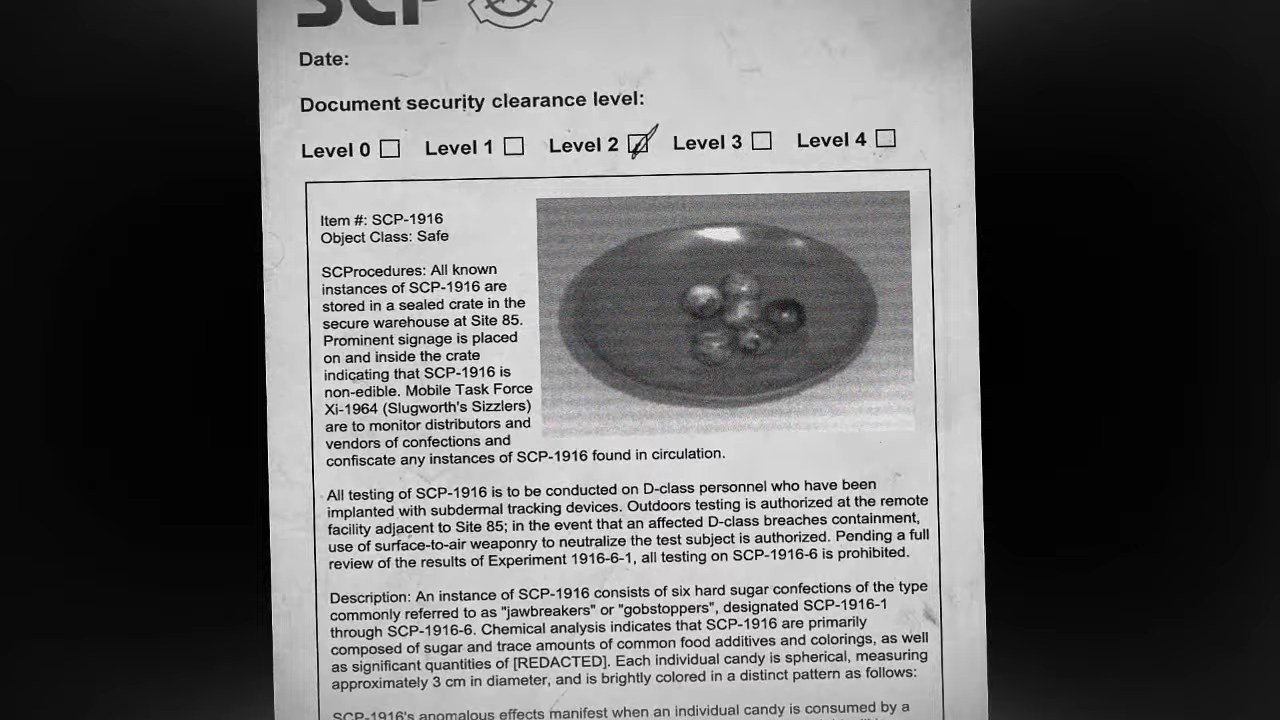 SCP
Date:
Document security clearance level:
Level 0 Level 1 Level 2 Level 3 Level 4
Item #: SCP-1916
Object Class: Safe
SCProcedures: All known
instances of SCP-1916 are
stored in a sealed crate in the
secure warehouse at Site 85.
Prominent signage is placed
on and inside the crate
indicating that SCP-1916 is
non-edible. Mobile Task Force
Xi-1964 (Slugworth's Sizzlers)
are to monitor distributors and
vendors of confections and
confiscate any instances of SCP-1916 found in circulation.
All testing of SCP-1916 is to be conducted on D-class personnel who have been
implanted with subdermal tracking devices. Outdoors testing is authorized at the remote
facility adjacent to Site 85; in the event that an affected D-class breaches containment,
use of surface-to-air weaponry to neutralize the test subject is authorized. Pending a full
review of the results of Experiment 1916-6-1, all testing on SCP-1916-6 is prohibited.
Description: An instance of SCP-1916 consists of six hard sugar confections of the type
commonly referred to as "jawbreakers" or "gobstoppers", designated SCP-1916-1
through SCP-1916-6. Chemical analysis indicates that SCP-1916 are primarily
composed of sugar and trace amounts of common food additives and colorings, as well
as significant quantities of [REDACTED]. Each individual candy is spherical, measuring
approximately 3 cm in diameter, and is brightly colored in a distinct pattern as follows:
SCP-1916's anomalous effects manifest when an individual candy is consumed by a